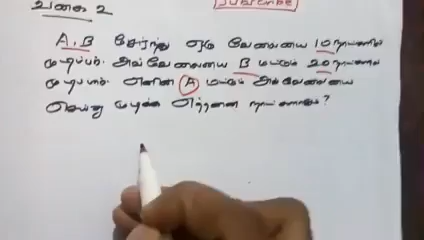 வகை 2
Subscribe
A, B சேர்ந்து ஒரு வேலையை 10 நாட்களில்
முடிப்பர். அவ்வேலையை B மட்டும் 20 நாட்களில்
முடிப்பார். எனில் A மட்டும் அவ்வேலையை
செய்து முடிக்க எத்தனை நாட்களாகும்?